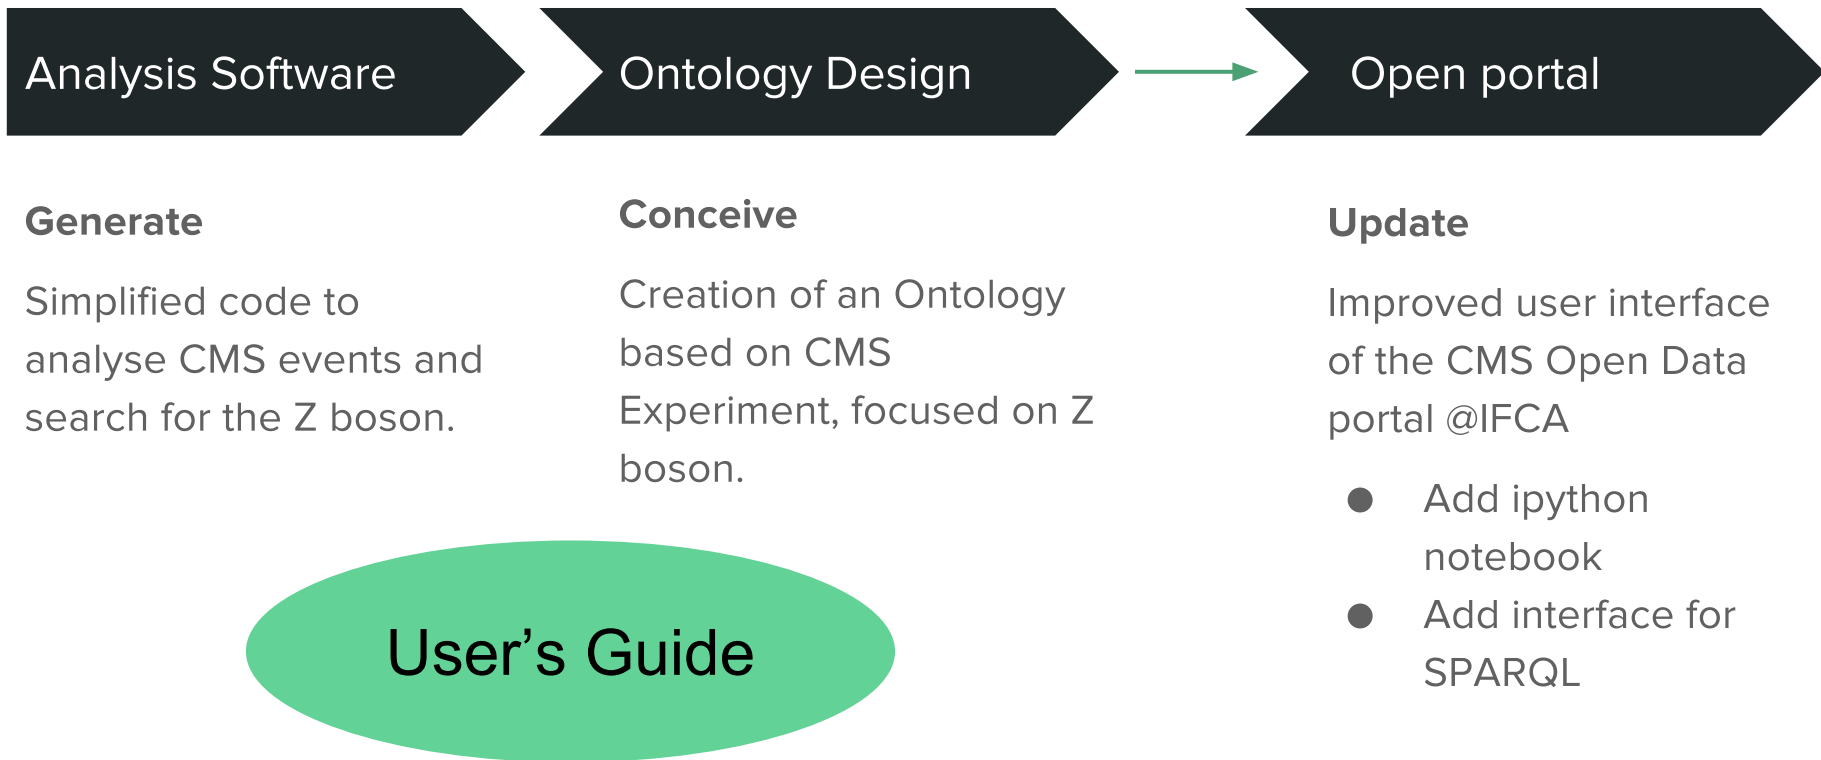 Analysis Software
Ontology Design
Open portal
Generate
Simplified code to
analyse CMS events and
search for the Z boson.
Conceive
Creation of an Ontology
based on CMS
Experiment, focused on Z
boson.
Update
Improved user interface
of the CMS Open Data
portal @IFCA
● Add ipython
notebook
● Add interface for
SPARQL
User’s Guide